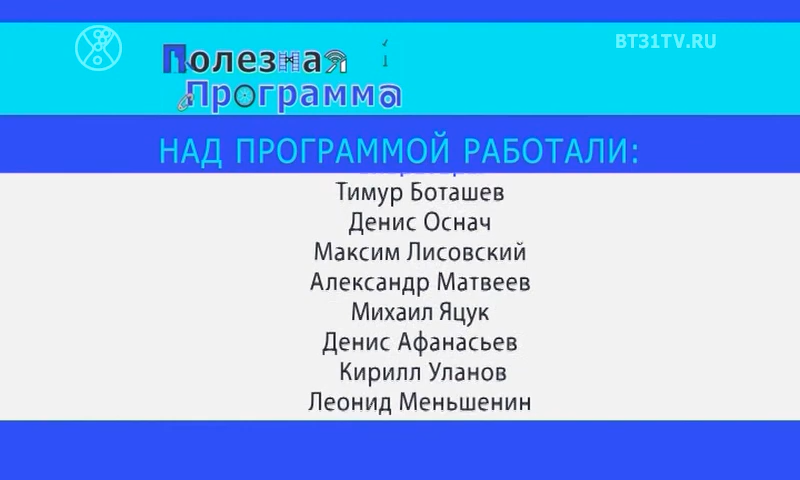 BT31TV.RU
Полезная
Программа
НАД ПРОГРАММОЙ РАБОТАЛИ:
Тимур Боташев
Денис Оснач
Максим Лисовский
Александр Матвеев
Михаил Яцук
Денис Афанасьев
Кирилл Уланов
Леонид Меньшенин